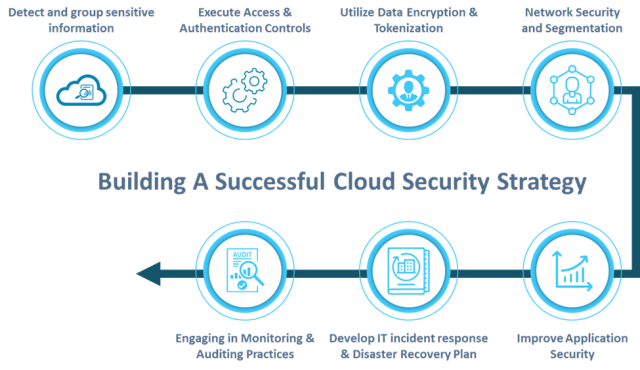 Detect and group sensitive
information
Execute Access &
Authentication Controls
Utilize Data Encryption &
Tokenization
Network Security
and Segmentation
Building A Successful Cloud Security Strategy
AUDIT
Engaging in Monitoring &
Auditing Practices
Develop IT incident response
& Disaster Recovery Plan
Improve Application
Security